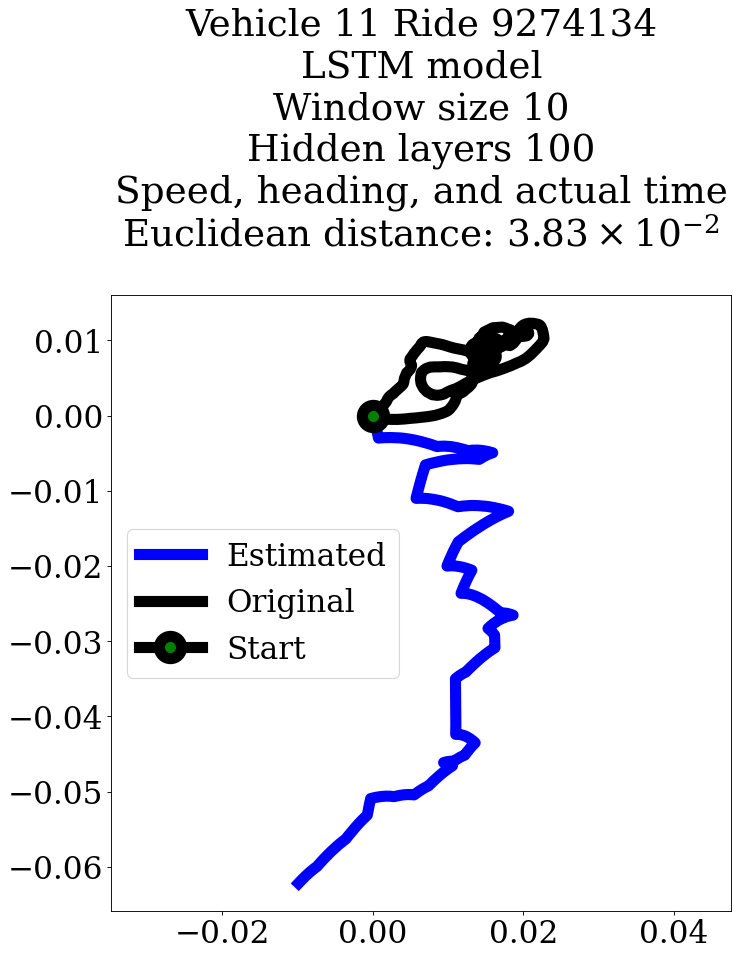 Vehicle 11 Ride 9274134
LSTM model
Window size 10
Hidden layers 100
Speed, heading, and actual time
Euclidean distance: 3.83 × 10⁻²
0.01
0.00
−0.01
−0.02
−0.03
−0.04
−0.05
−0.06
Estimated
Original
Start
−0.02 0.00 0.02 0.04